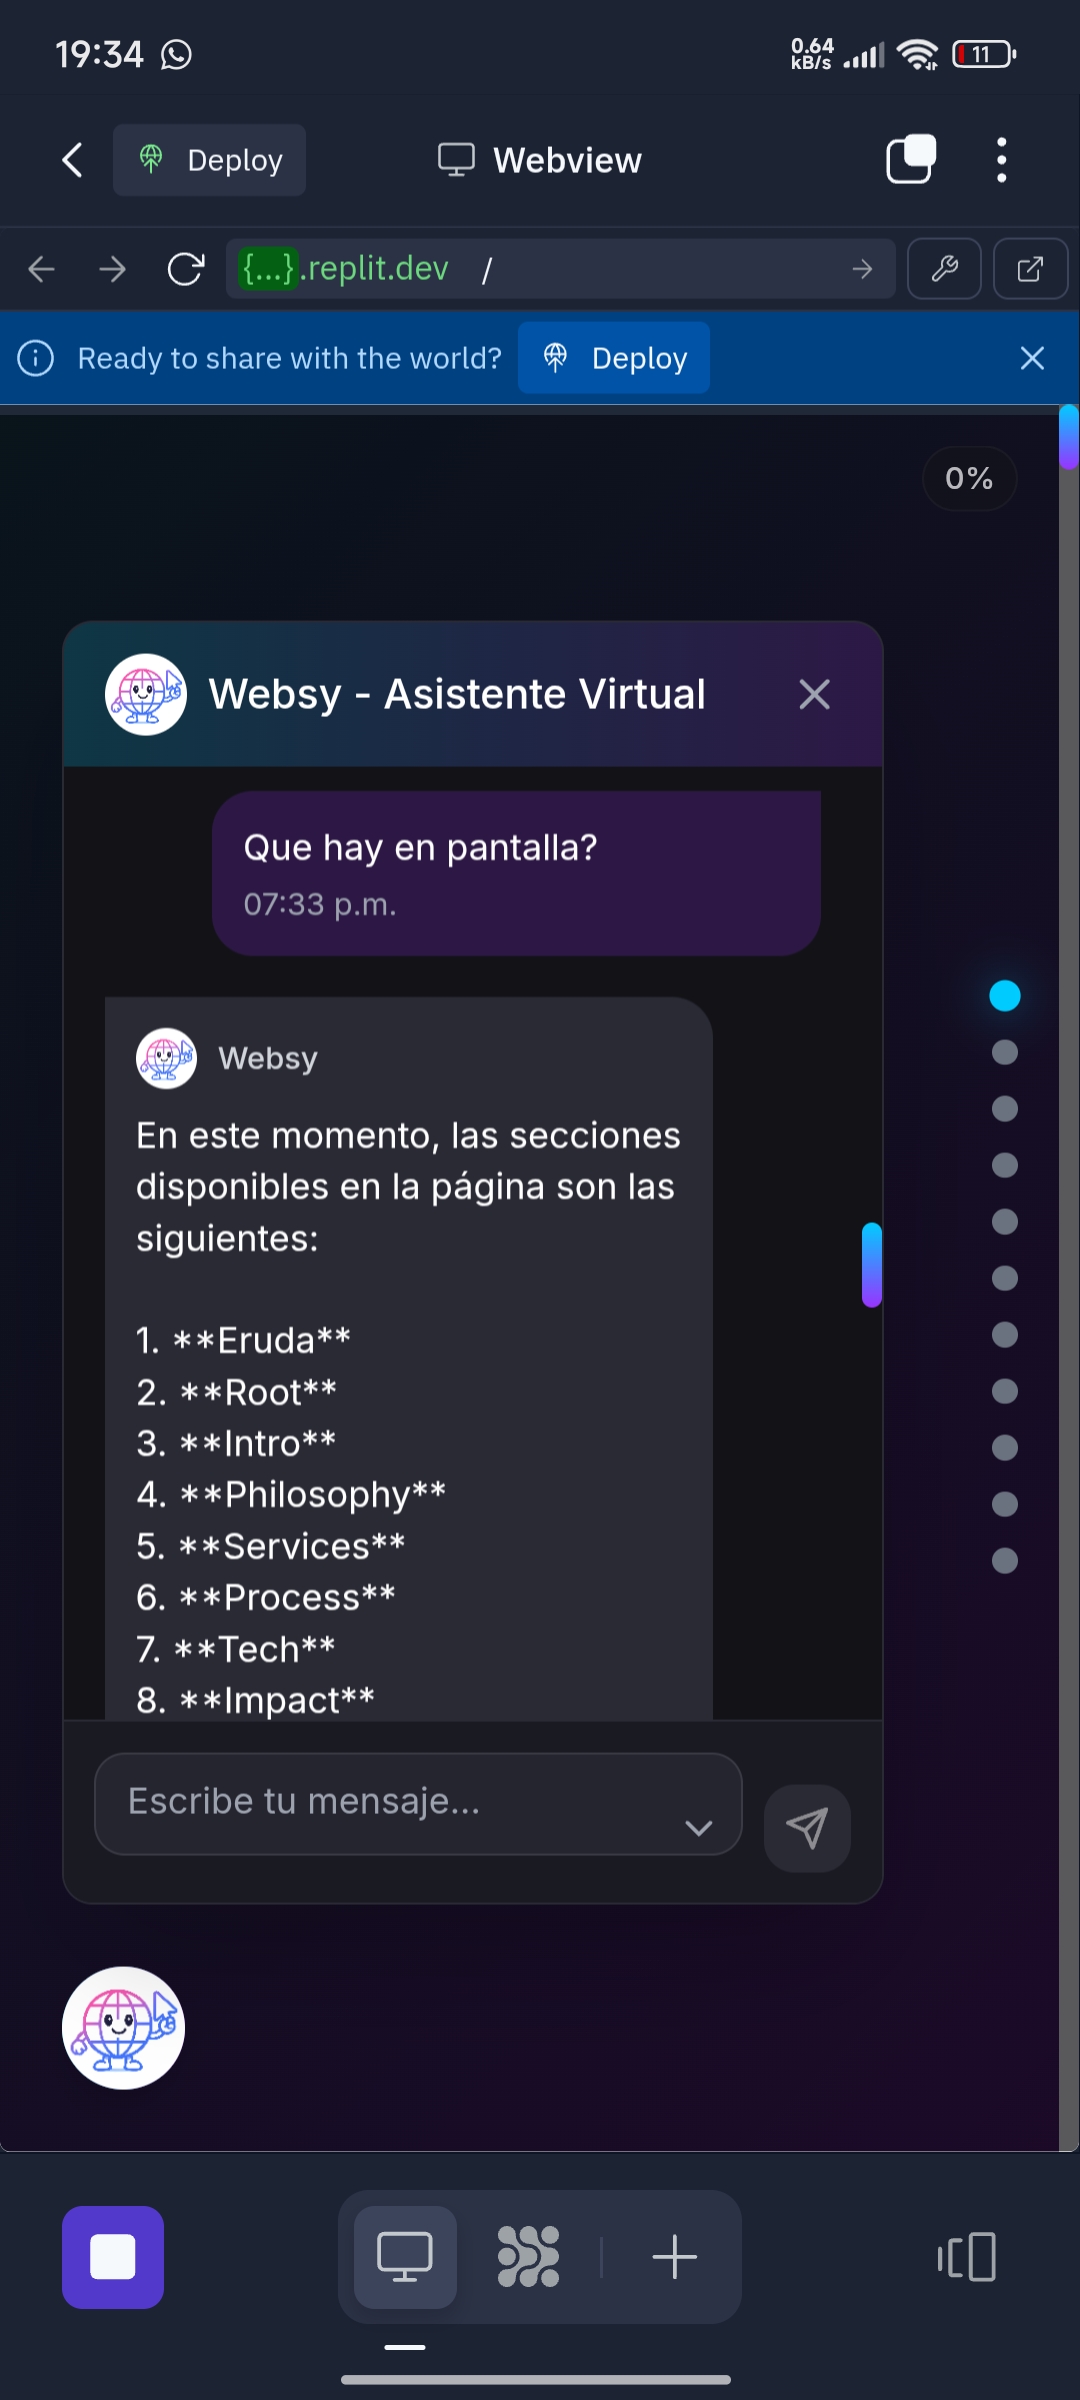 19:34
0.64
kB/s
11
Deploy
Webview
{...}.replit.dev /
Ready to share with the world?
Deploy
0%
Websy - Asistente Virtual
Que hay en pantalla?
07:33 p.m.
Websy
En este momento, las secciones
disponibles en la página son las
siguientes:
1. **Eruda**
2. **Root**
3. **Intro**
4. **Philosophy**
5. **Services**
6. **Process**
7. **Tech**
8. **Impact**
Escribe tu mensaje...